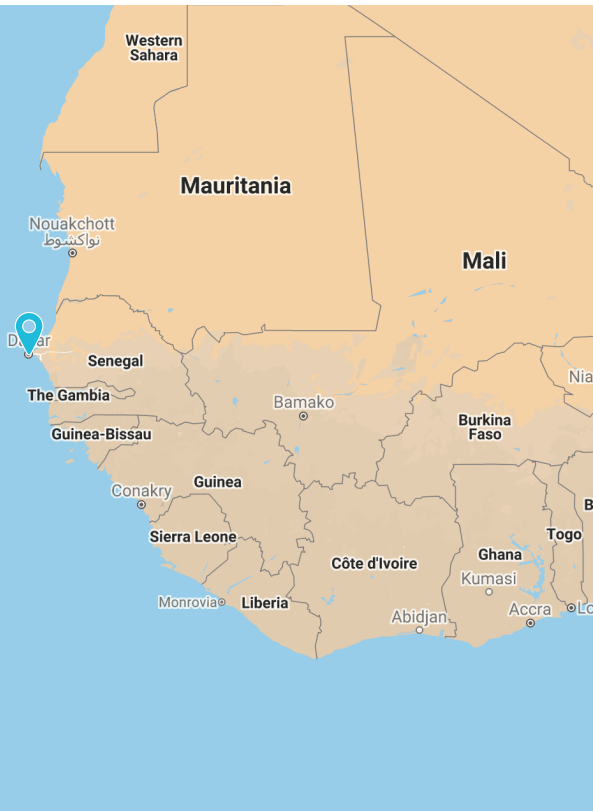 Western
Sahara
Mauritania
Nouakchott
نواكشوط
Mali
Senegal
The Gambia
Bamako
Burkina
Faso
Guinea-Bissau
Guinea
Conakry
Sierra Leone
Côte d'Ivoire
Togo
Ghana
Kumasi
Monrovia
Liberia
Abidjan
Accra